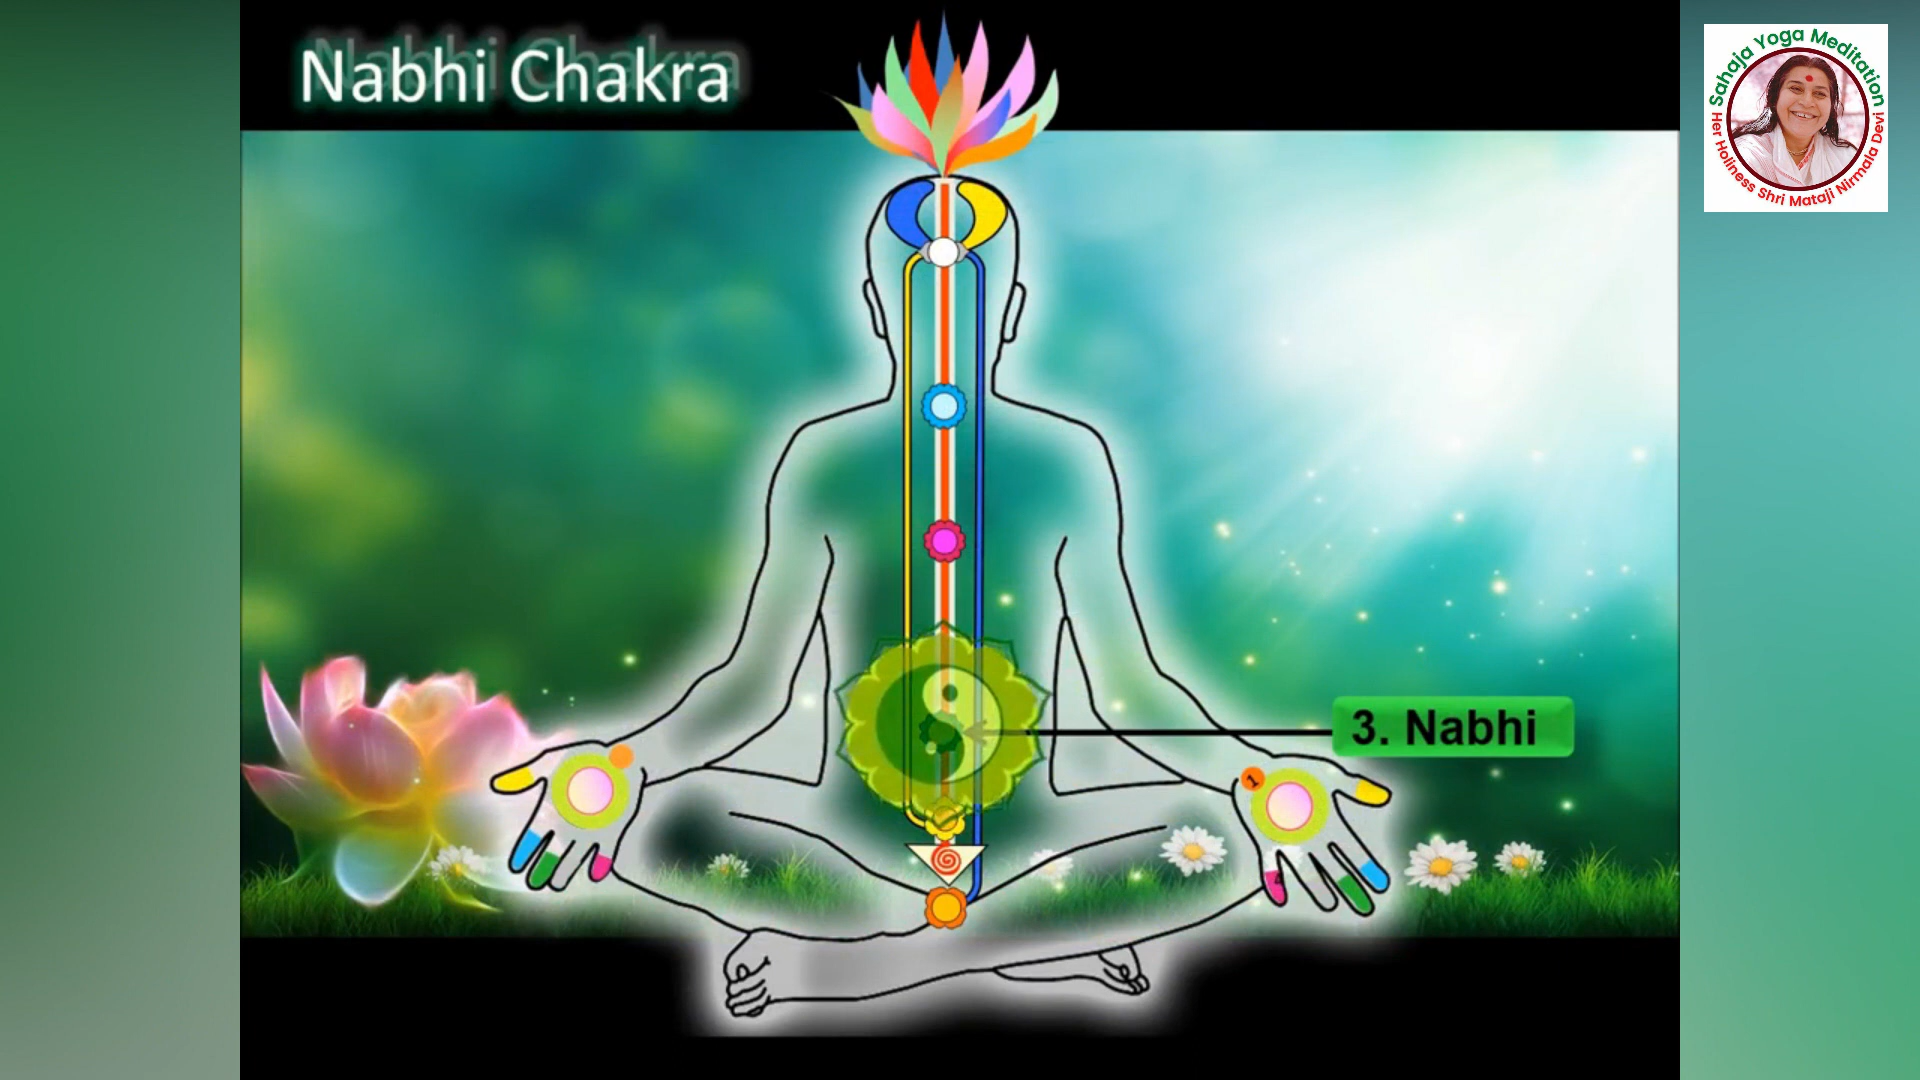 Nabhi Chakra
Sahaja Yoga Meditation
Her Holiness Shri Mataji Nirmala Devi
3. Nabhi
1